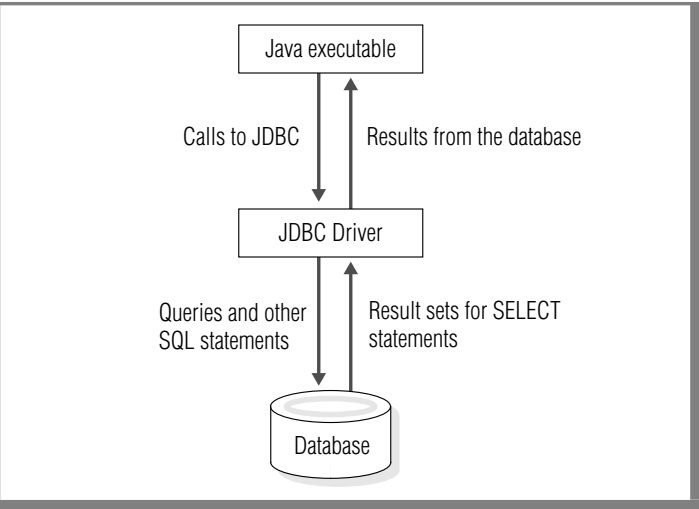 Java executable
Calls to JDBC
Results from the database
JDBC Driver
Queries and other
SQL statements
Result sets for SELECT
statements
Database